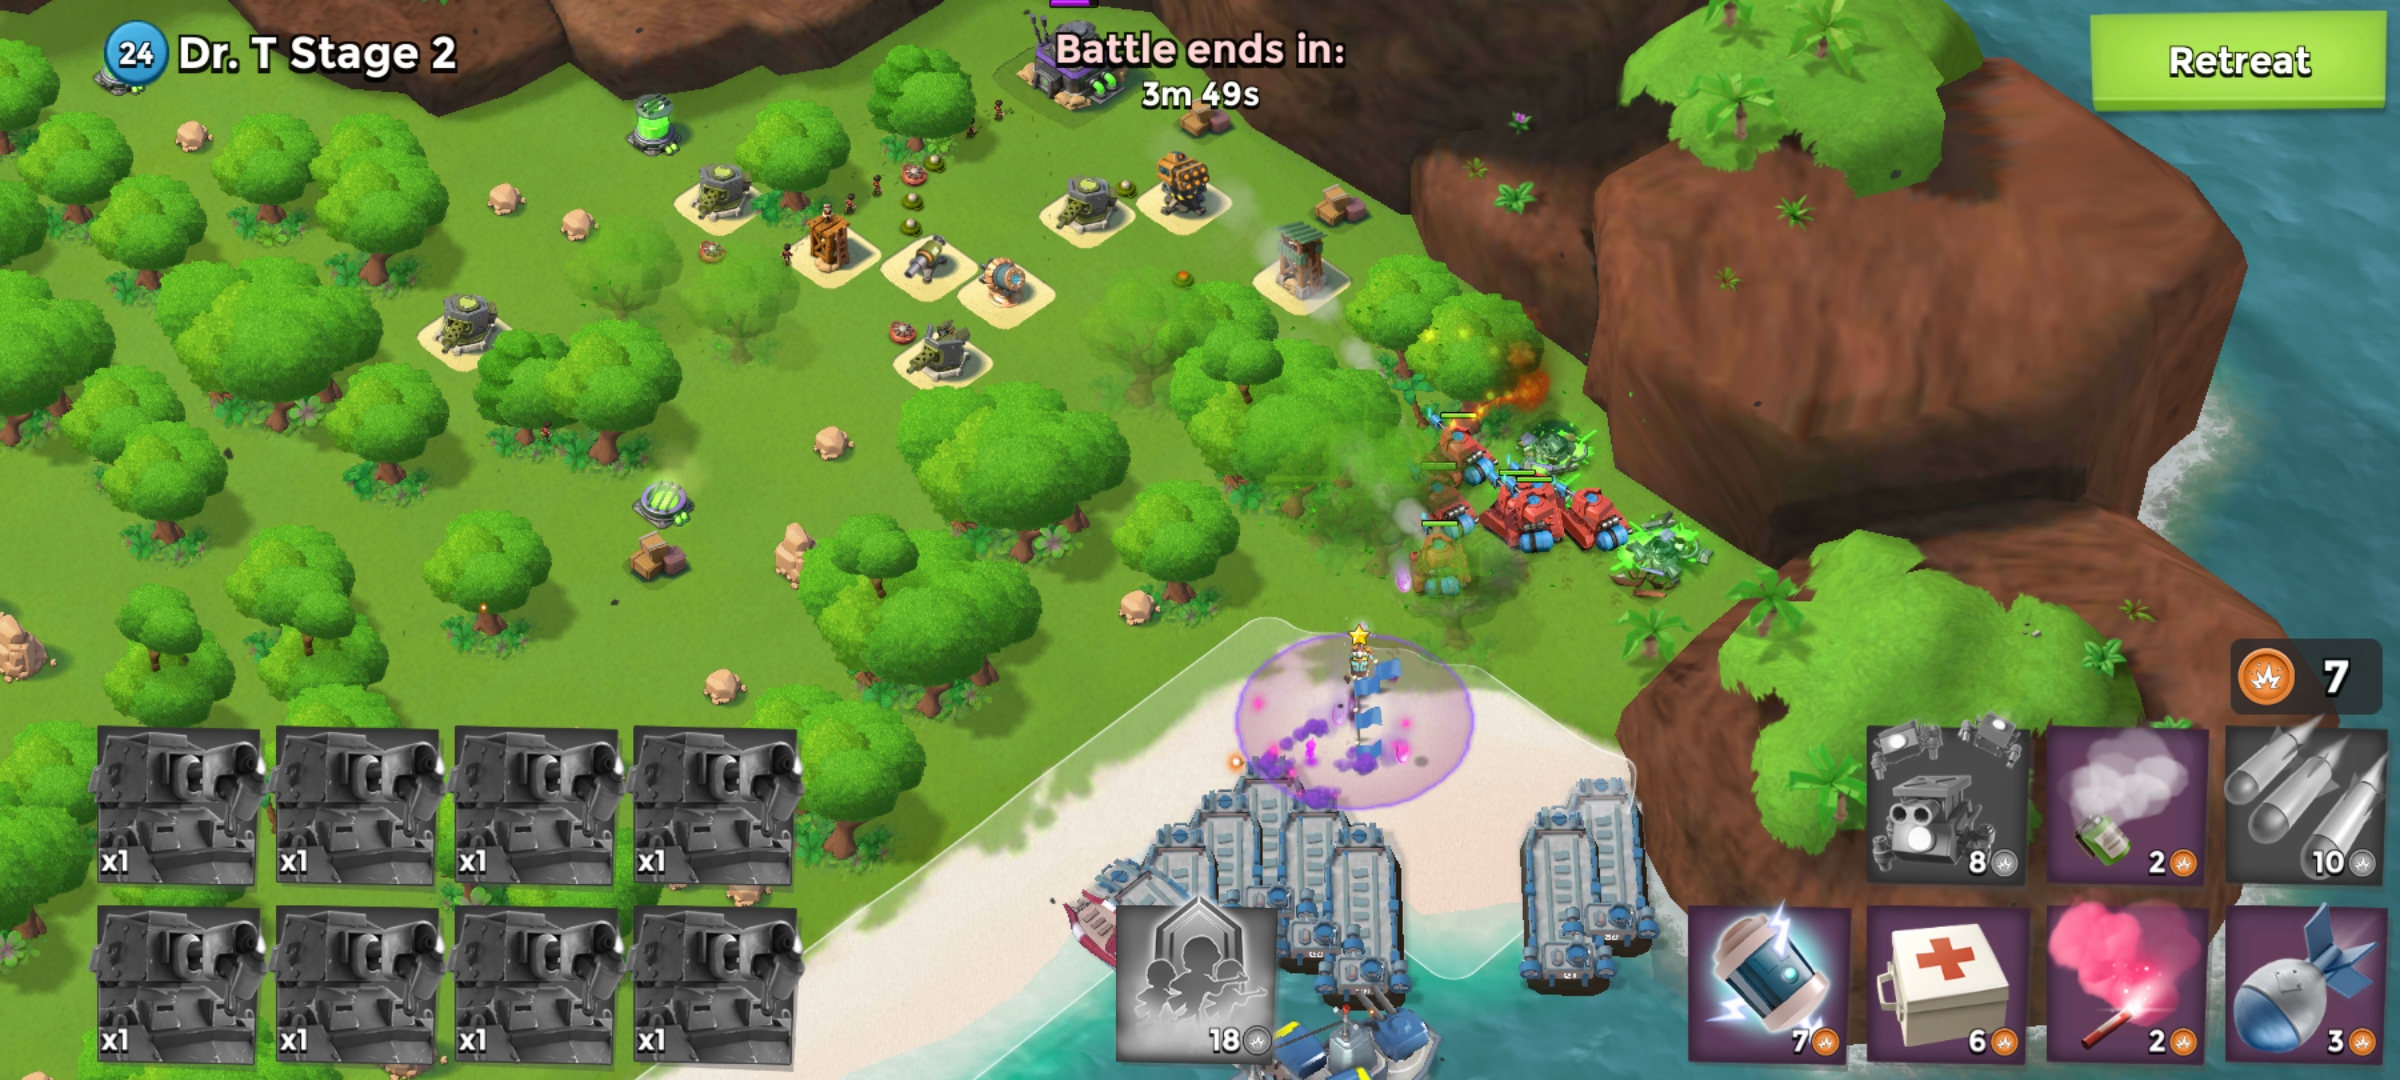 24 Dr. T Stage 2
Battle ends in:
3m 49s
Retreat
7
8
2
10
x1
x1
x1
x1
x1
x1
x1
x1
18
7
6
2
3